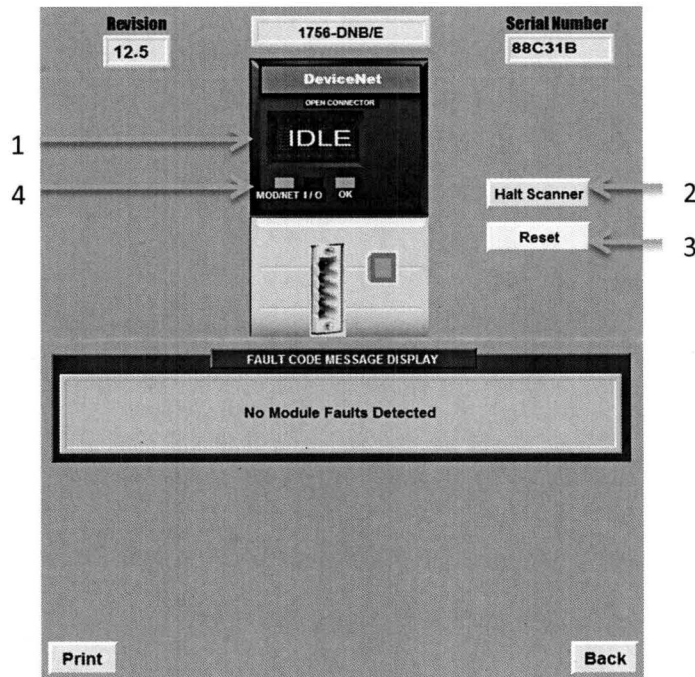 Revision
12.5
1756-DNB/E
Serial Number
88C31B
DeviceNet
OPEN CONNECTOR
1
IDLE
4
MOD/NET I / O OK
Halt Scanner
2
Reset
3
FAULT CODE MESSAGE DISPLAY
No Module Faults Detected
Print
Back